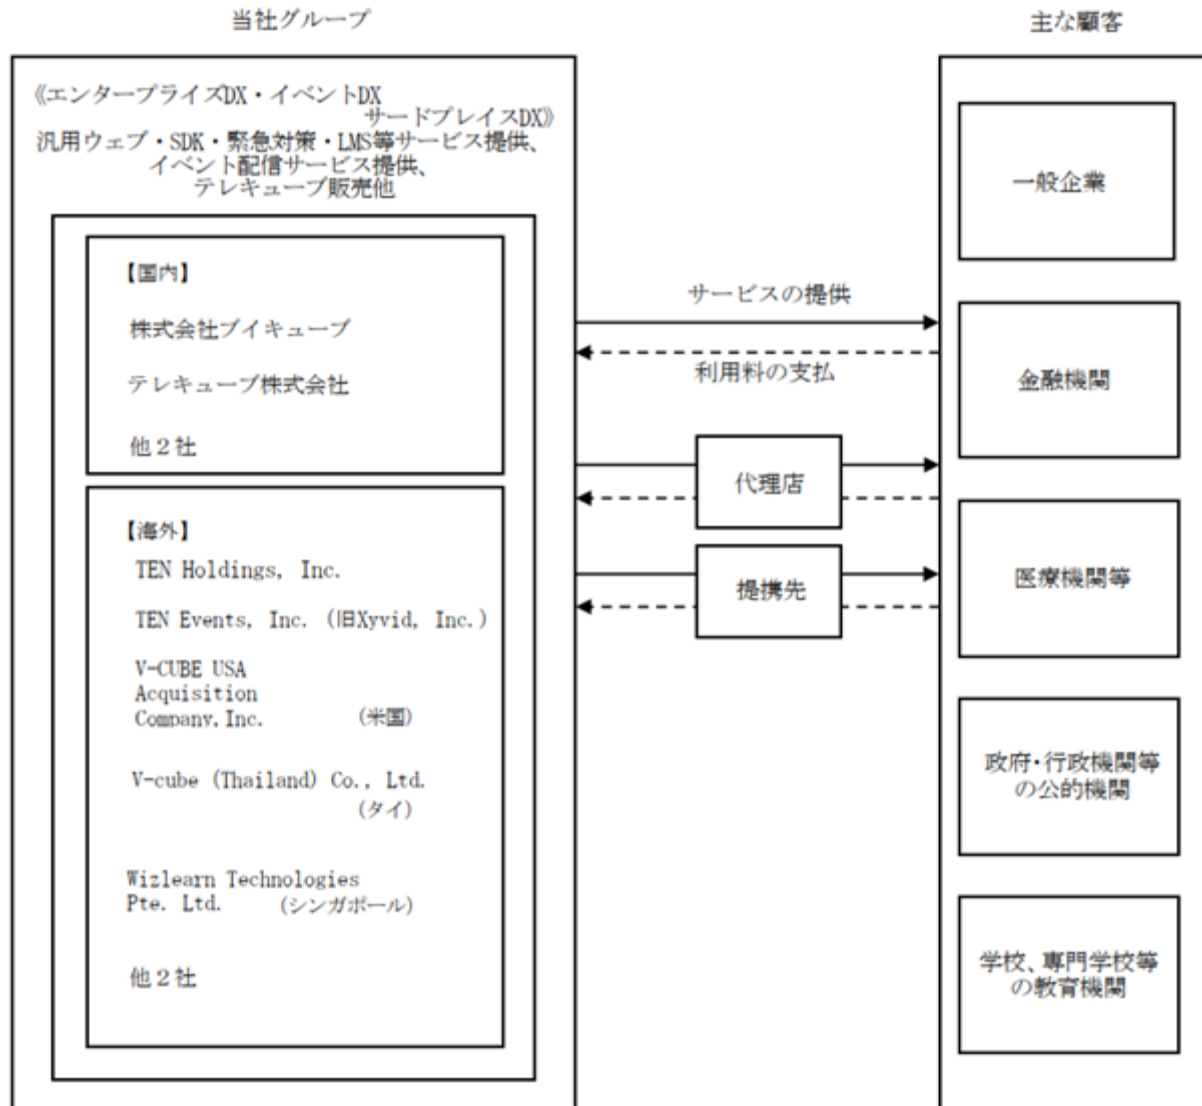 当社グループ
《エンタープライズDX・イベントDX
サードプレイスDX》
汎用ウェブ・SDK・緊急対策・LMS等サービス提供、
イベント配信サービス提供、
テレキューブ販売他
【国内】
株式会社ブイキューブ
テレキューブ株式会社
他２社
【海外】
TEN Holdings, Inc.
TEN Events, Inc. (旧Xyvid, Inc.)
V-CUBE USA
Acquisition
Company,Inc. (米国)
V-cube (Thailand) Co., Ltd.
(タイ)
Wizlearn Technologies
Pte. Ltd. (シンガポール)
他２社
サービスの提供
利用料の支払
代理店
提携先
主な顧客
一般企業
金融機関
医療機関等
政府・行政機関等
の公的機関
学校、専門学校等
の教育機関